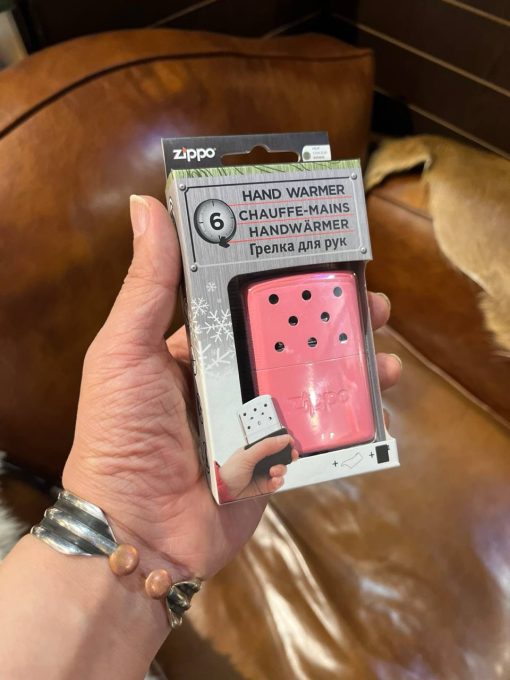 zippo
6
HAND WARMER
CHAUFFE-MAINS
HANDWÄRMER
Грелка для рук
zippo